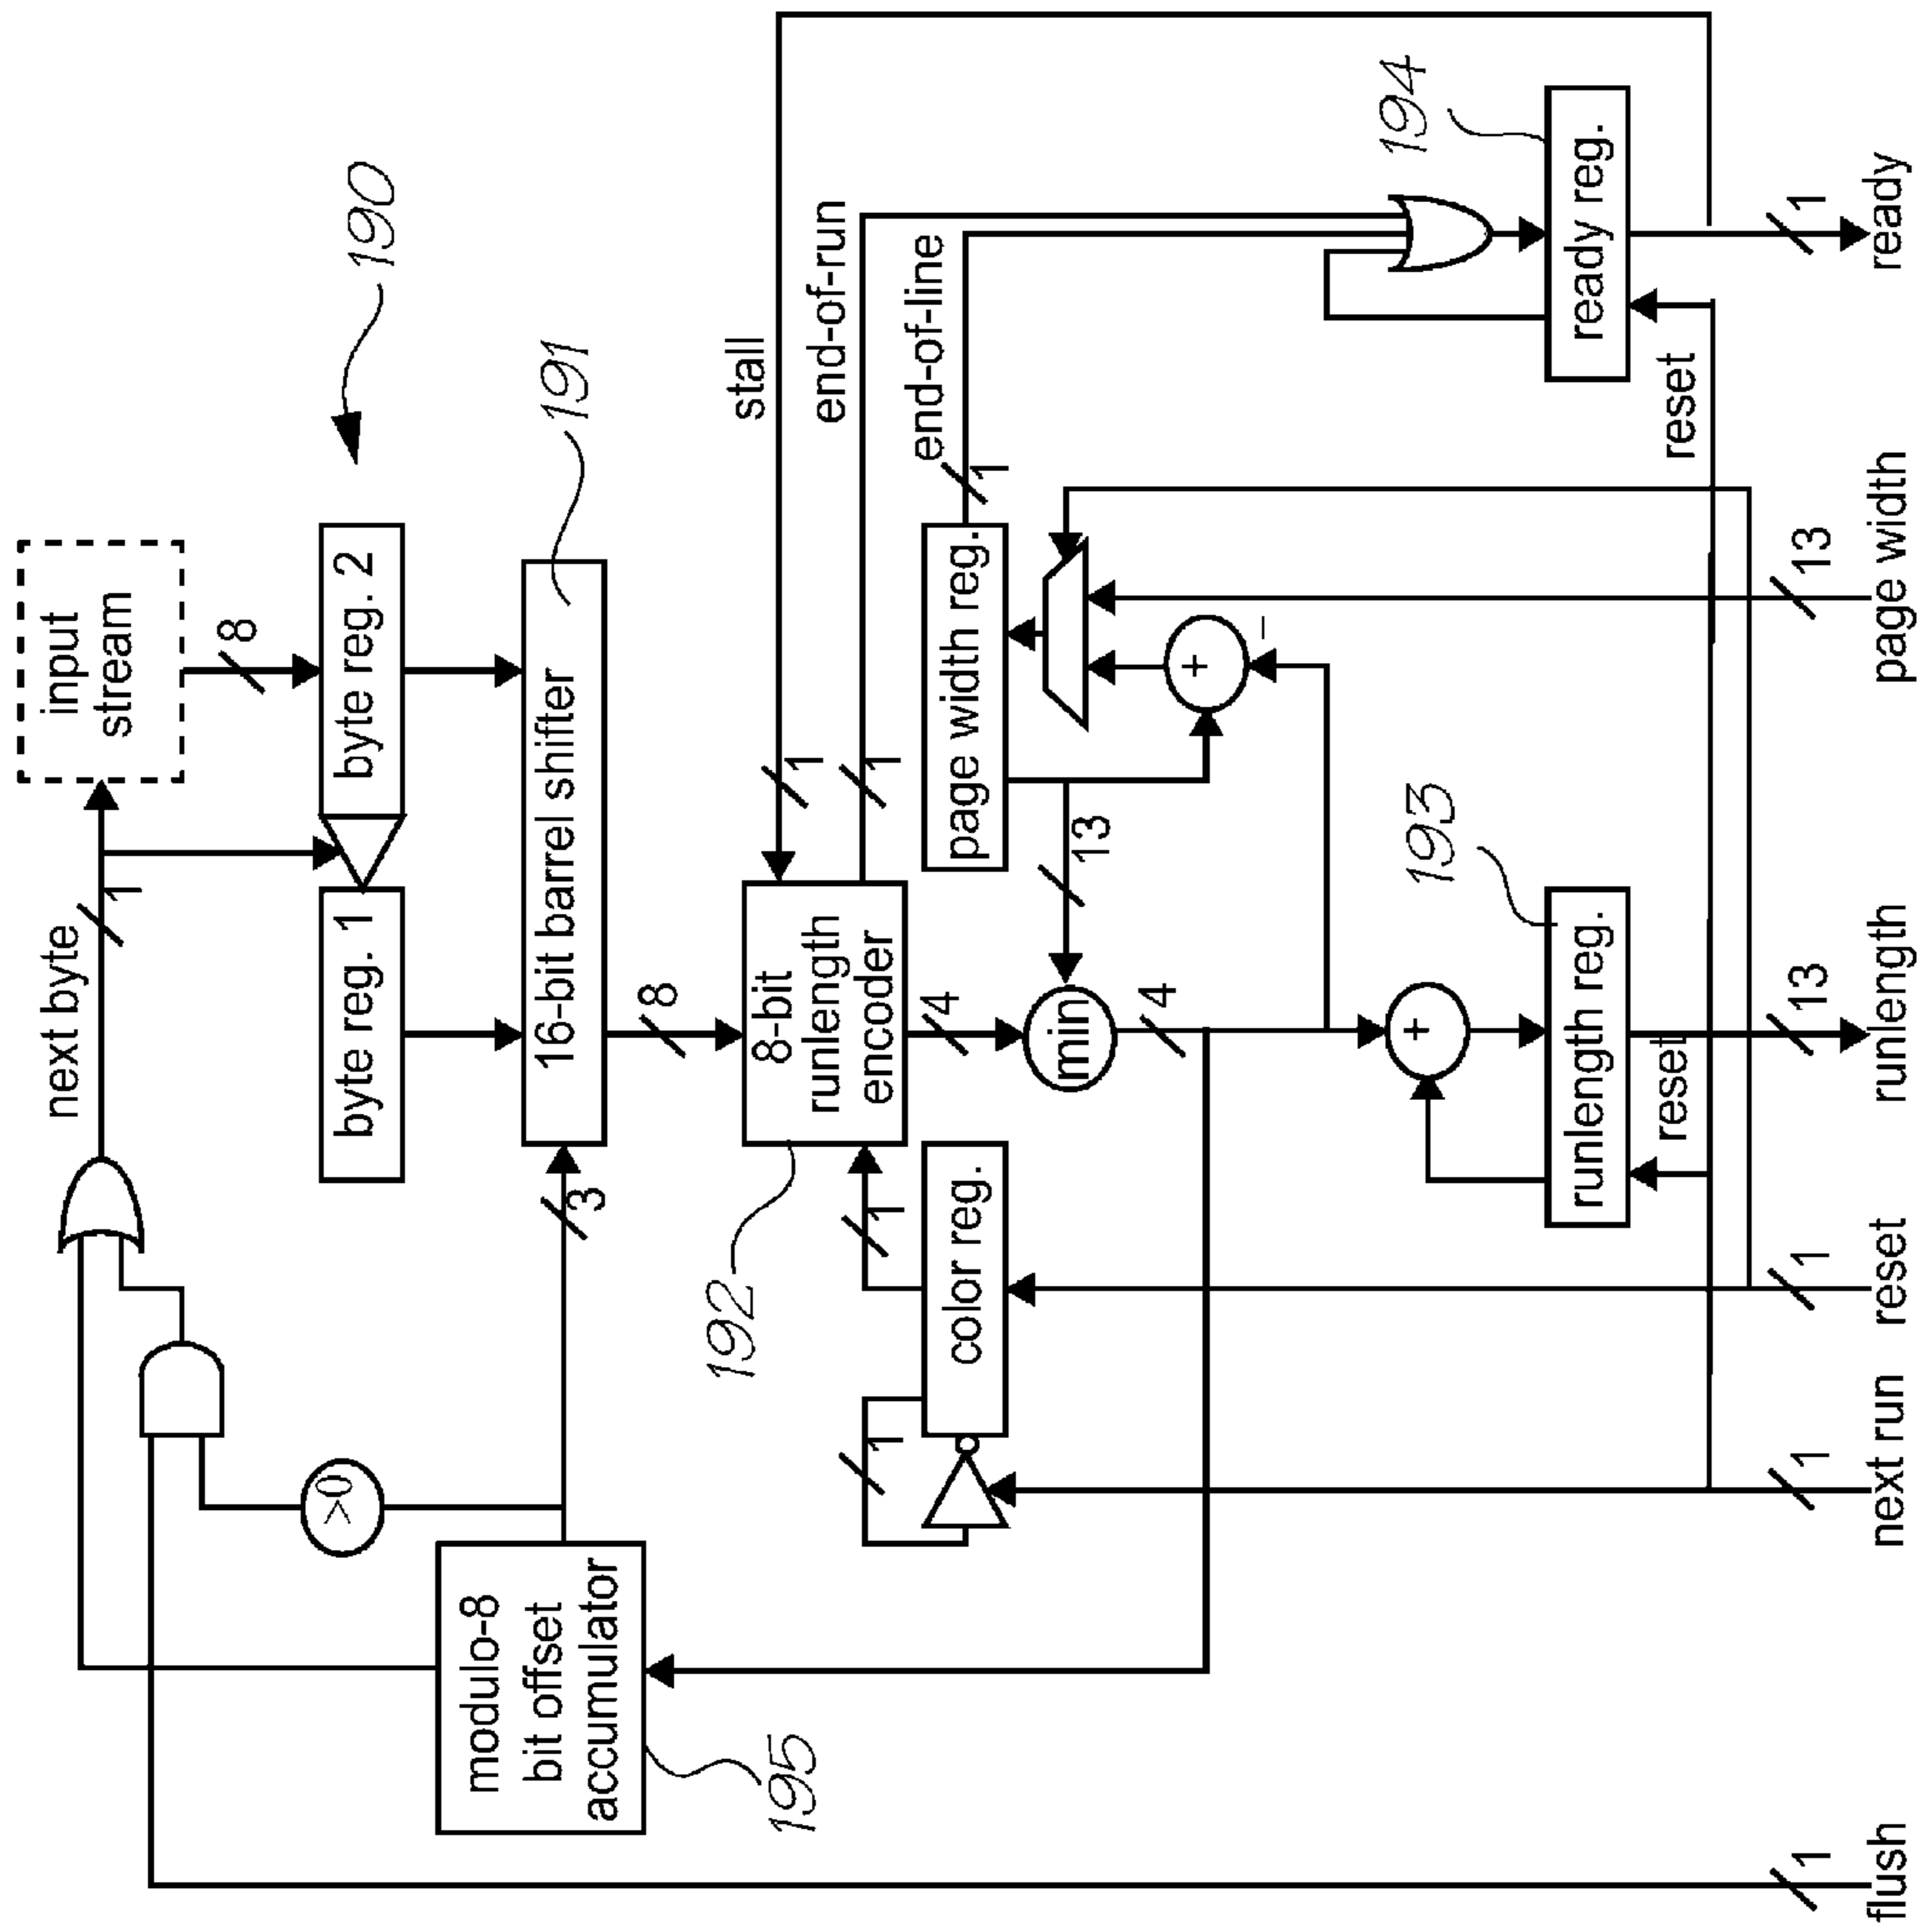 190
input
stream
next byte
1
8
byte reg. 1
byte reg. 2
191
16-bit barrel shifter
>0
3
8
modulo-8
bit offset
accumulator
195
192
8-bit
runlength
encoder
stall
1
end-of-run
1
end-of-line
1
1
color reg.
1
4
min
13
page width reg.
+
−
4
+
193
runlength reg.
reset
194
ready reg.
reset
1
flush
1
next run
1
reset
13
runlength
13
page width
1
ready